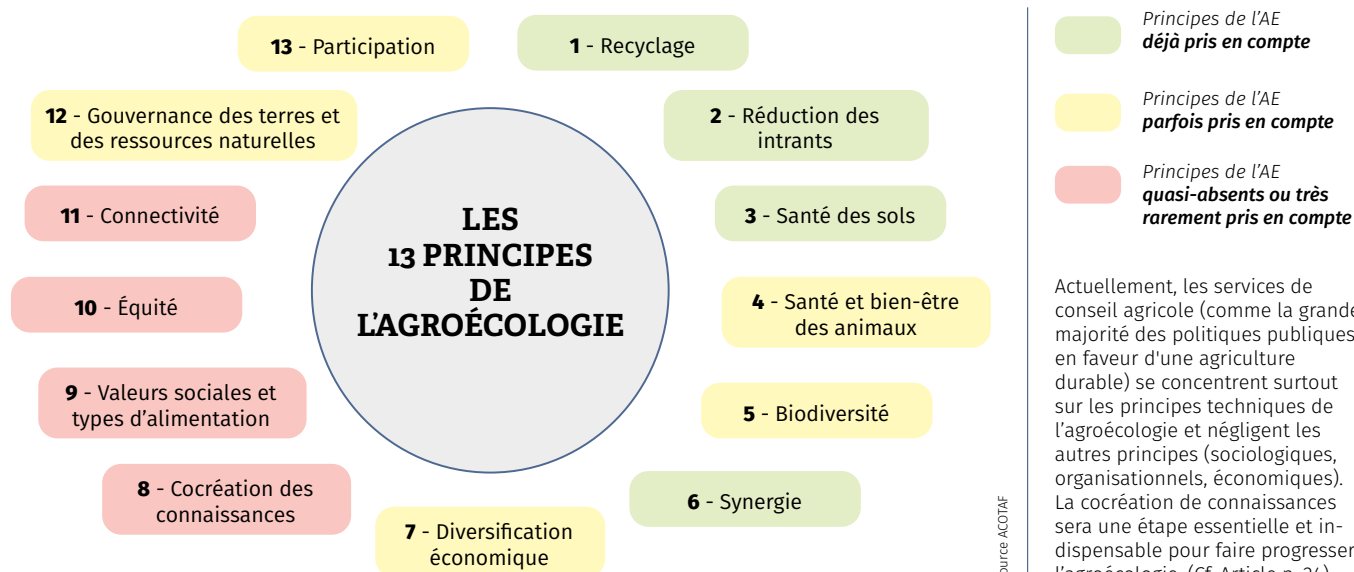 13 - Participation
1 - Recyclage
12 - Gouvernance des terres et
des ressources naturelles
2 - Réduction des
intrants
11 - Connectivité
3 - Santé des sols
LES
13 PRINCIPES
DE
L'AGROÉCOLOGIE
10 - Équité
4 - Santé et bien-être
des animaux
9 - Valeurs sociales et
types d'alimentation
5 - Biodiversité
8 - Cocréation des
connaissances
6 - Synergie
7 - Diversification
économique
ACOTAF
Principes de l'AE
déjà pris en compte
Principes de l'AE
parfois pris en compte
Principes de l'AE
quasi-absents ou très
rarement pris en compte
Actuellement, les services de
conseil agricole (comme la grande
majorité des politiques publiques
en faveur d'une agriculture
durable) se concentrent surtout
sur les principes techniques de
l'agroécologie et négligent les
autres principes (sociologiques,
organisationnels, économiques).
La cocréation de connaissances
sera une étape essentielle et in-
dispensable pour faire progresser
l'agroécologie. (Cf. Article p. 24)